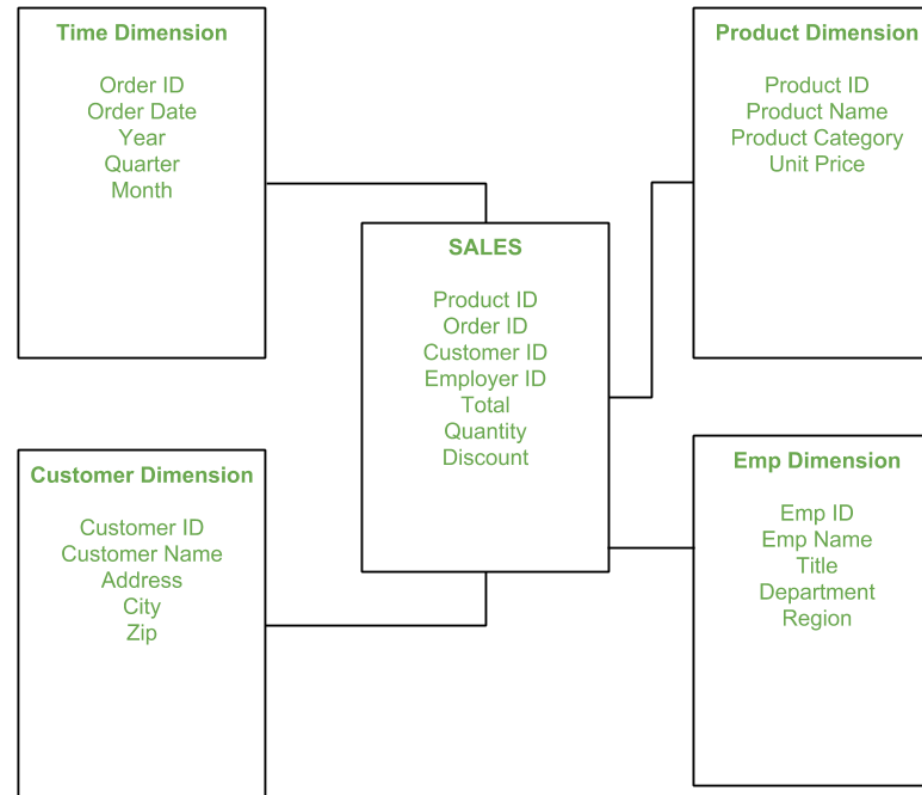 Time Dimension
Order ID
Order Date
Year
Quarter
Month
Product Dimension
Product ID
Product Name
Product Category
Unit Price
SALES
Product ID
Order ID
Customer ID
Employer ID
Total
Quantity
Discount
Customer Dimension
Customer ID
Customer Name
Address
City
Zip
Emp Dimension
Emp ID
Emp Name
Title
Department
Region